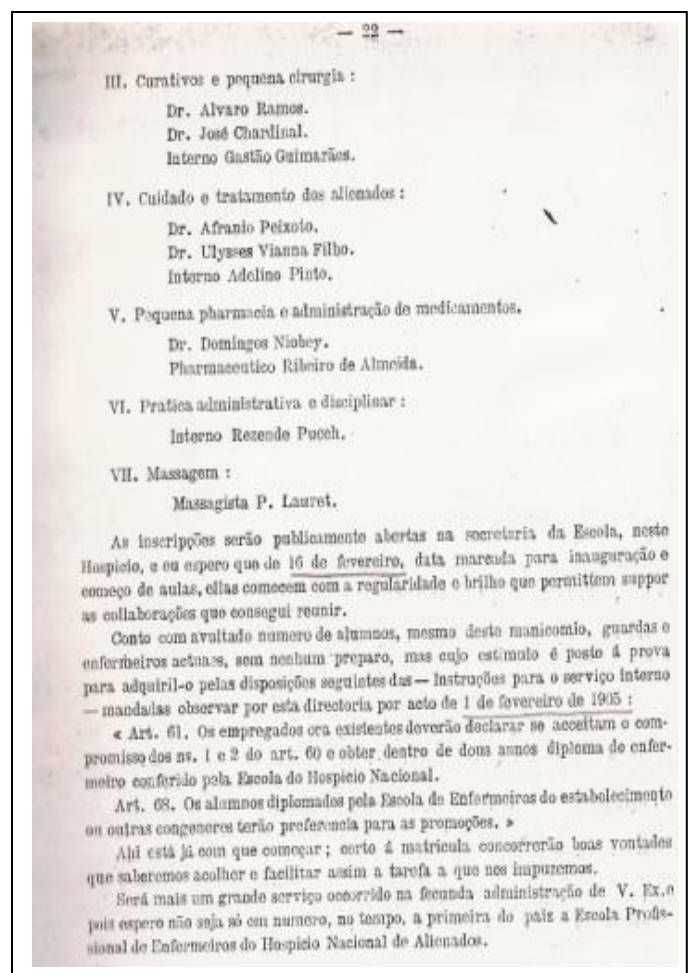 — 22 —
III. Curativos e pequena cirurgia :
Dr. Alvaro Ramos.
Dr. José Chardinal.
Interno Gastão Guimarães.
IV. Cuidado e tratamento dos alienados :
Dr. Afranio Peixoto.
Dr. Ulysses Vianna Filho.
Interno Adelino Pinto.
V. Pequena pharmacia e administração de medicamentos.
Dr. Domingos Niobey.
Pharmaceutico Ribeiro de Almeida.
VI. Pratica administrativa e disciplinar :
Interno Rezende Puech.
VII. Massagem :
Massagista P. Lauret.
As inscripções serão publicamente abertas na secretaria da Escola, neste
Hospicio, e eu espero que de 16 de fevereiro, data marcada para inauguração e
começo de aulas, ellas comecem com a regularidade e brilho que permittem suppor
as collaborações que consegui reunir.
Conto com avultado numero de alumnos, mesmo deste manicomio, guardas e
enfermeiros actuaes, sem nenhum preparo, mas cujo estimulo é posto á prova
para adquiril-o pelas disposições seguintes das — Instruções para o serviço interno
— mandadas observar por esta directoria por acto de 1 de fevereiro de 1905 :
« Art. 61. Os empregados ora existentes deverão declarar se acceitam o com-
promisso dos ns. 1 e 2 do art. 60 e obter dentro de dous annos diploma de enfer-
meiro conferido pela Escola do Hospicio Nacional.
Art. 68. Os alumnos diplomados pela Escola de Enfermeiros do estabelecimento
ou outras congeneres terão preferencia para as promoções. »
Ahi está já com que começar ; certo á matricula concorrerão boas vontades
que saberemos acolher e facilitar assim a tarefa a que nos impuzemos.
Será mais um grande serviço occorrido na fecunda administração de V. Ex.ª
pois espero não seja só em numero, no tempo, a primeira do paiz a Escola Profis-
sional de Enfermeiros do Hospicio Nacional de Alienados.